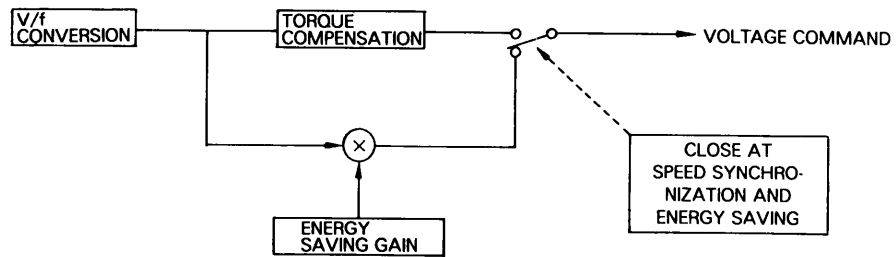 V/f
CONVERSION
TORQUE
COMPENSATION
VOLTAGE COMMAND
×
CLOSE AT
SPEED SYNCHRO-
NIZATION AND
ENERGY SAVING
ENERGY
SAVING GAIN